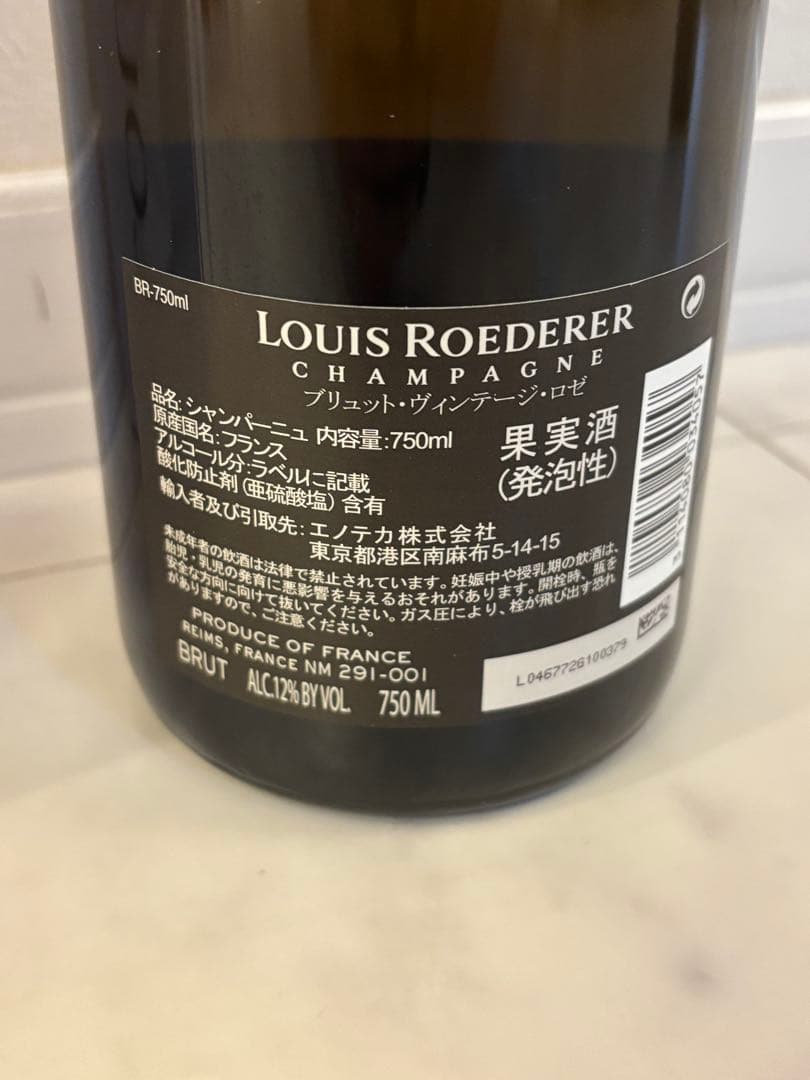 BR-750ml
LOUIS ROEDERER
CHAMPAGNE
ブリュット・ヴィンテージ・ロゼ
品名:シャンパーニュ 内容量:750ml
原産国名:フランス
アルコール分:ラベルに記載
酸化防止剤(亜硫酸塩)含有
果実酒
(発泡性)
輸入者及び引取先:エノテカ株式会社
東京都港区南麻布5-14-15
未成年者の飲酒は法律で禁止されています。妊娠中や授乳期の飲酒は、
胎児・乳児の発育に悪影響を与えるおそれがあります。開栓時、瓶を
安全な方向に向けて抜いてください。ガス圧により、栓が飛び出す恐れ
がありますので、ご注意ください。
PRODUCE OF FRANCE
REIMS, FRANCE NM 291-001
BRUT ALC.12% BY VOL. 750 ML
L046772G100379